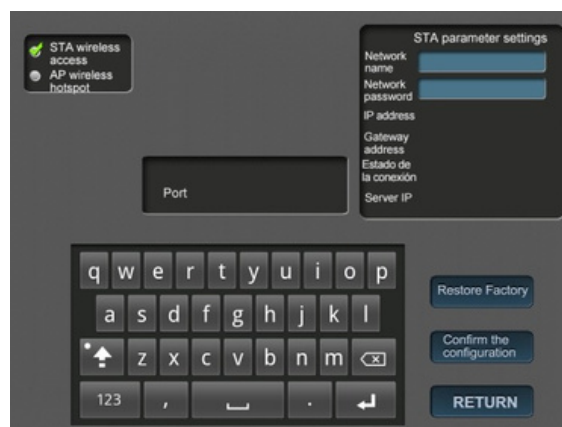 STA wireless
access
AP wireless
hotspot
STA parameter settings
Network
name
Network
password
IP address
Gateway
address
Estado de
la conexión
Server IP
Port
q w e r t y u i o p
a s d f g h j k l
z x c v b n m
123 , .
Restore Factory
Confirm the
configuration
RETURN